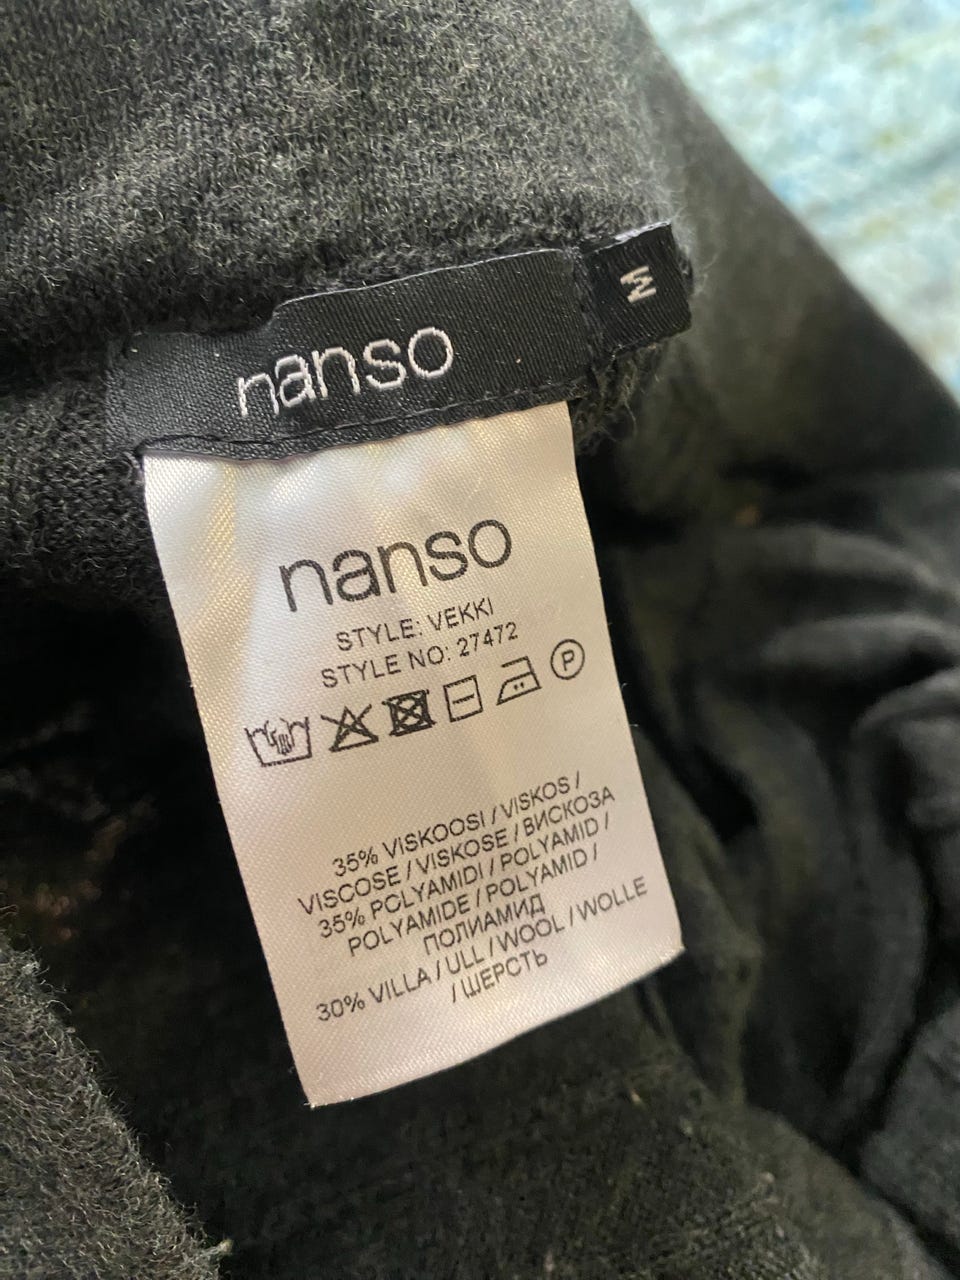 nanso
M
nanso
STYLE: VEKKI
STYLE NO: 27472
P
35% VISKOOSI / VISKOS /
VISCOSE / VISKOSE / ВИСКОЗА
35% POLYAMIDI / POLYAMID /
POLYAMIDE / POLYAMID /
ПОЛИАМИД
30% VILLA / ULL / WOOL / WOLLE
/ ШЕРСТЬ